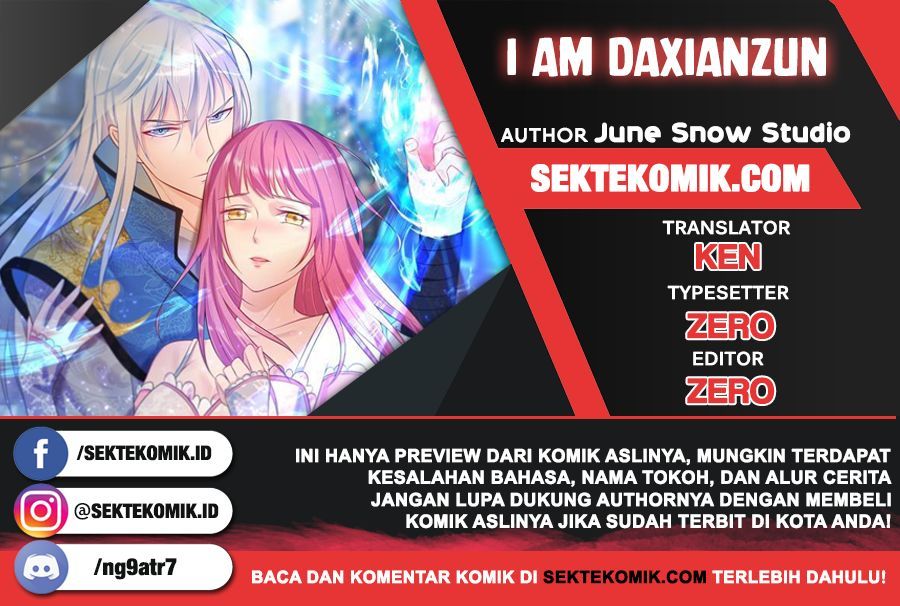 I AM DAXIANZUN
AUTHOR June Snow Studio
SEKTEKOMIK.COM
TRANSLATOR
KEN
TYPESETTER
ZERO
EDITOR
ZERO
/SEKTEKOMIK.ID
@SEKTEKOMIK.ID
/ng9atr7
INI HANYA PREVIEW DARI KOMIK ASLINYA, MUNGKIN TERDAPAT
KESALAHAN BAHASA, NAMA TOKOH, DAN ALUR CERITA
JANGAN LUPA DUKUNG AUTHORNYA DENGAN MEMBELI
KOMIK ASLINYA JIKA SUDAH TERBIT DI KOTA ANDA!
BACA DAN KOMENTAR KOMIK DI SEKTEKOMIK.COM TERLEBIH DAHULU!